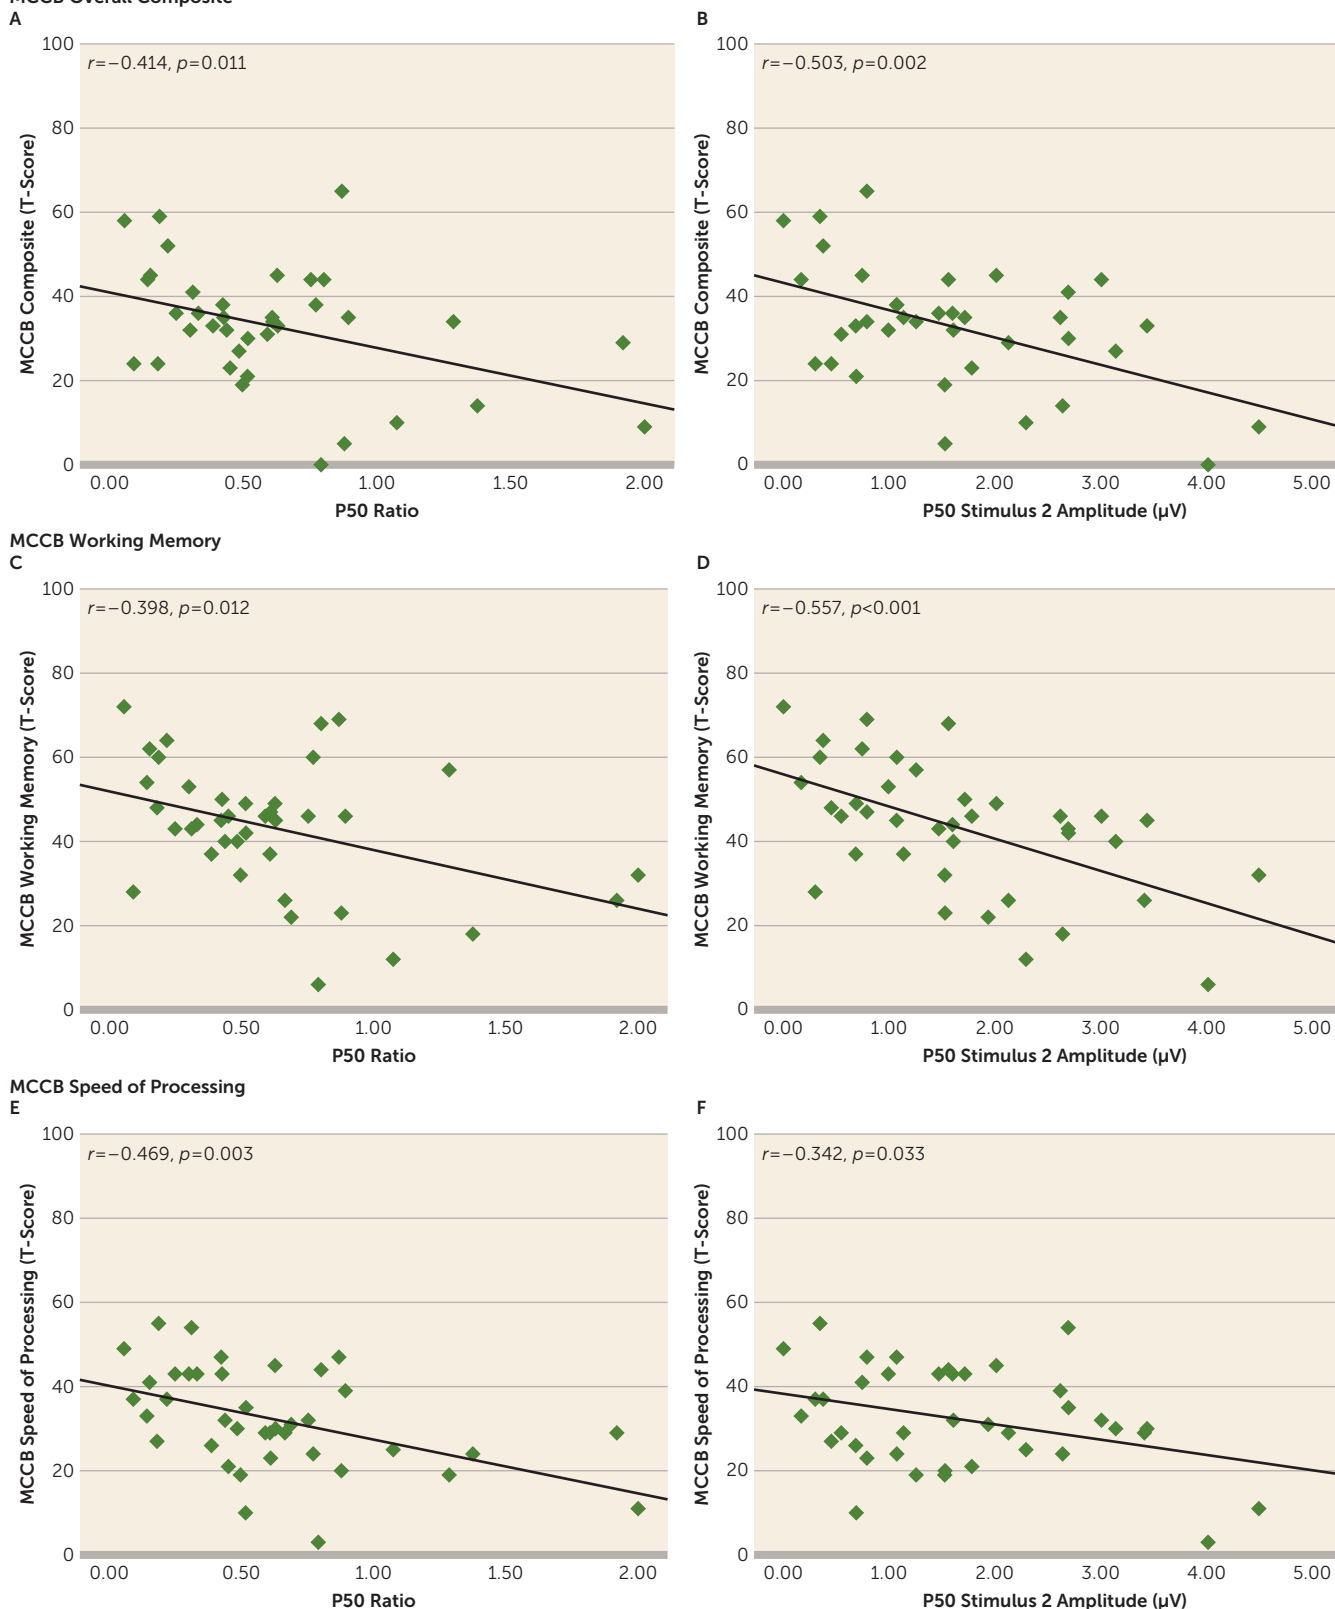 MCCB Overall Composite
A
B
r=−0.414, p=0.011
r=−0.503, p=0.002
MCCB Composite (T-Score)
100
80
60
40
20
0
0.00 0.50 1.00 1.50 2.00
P50 Ratio
MCCB Composite (T-Score)
100
80
60
40
20
0
0.00 1.00 2.00 3.00 4.00 5.00
P50 Stimulus 2 Amplitude (μV)
MCCB Working Memory
C
D
r=−0.398, p=0.012
r=−0.557, p<0.001
MCCB Working Memory (T-Score)
100
80
60
40
20
0
0.00 0.50 1.00 1.50 2.00
P50 Ratio
MCCB Working Memory (T-Score)
100
80
60
40
20
0
0.00 1.00 2.00 3.00 4.00 5.00
P50 Stimulus 2 Amplitude (μV)
MCCB Speed of Processing
E
F
r=−0.469, p=0.003
r=−0.342, p=0.033
MCCB Speed of Processing (T-Score)
100
80
60
40
20
0
0.00 0.50 1.00 1.50 2.00
P50 Ratio
MCCB Speed of Processing (T-Score)
100
80
60
40
20
0
0.00 1.00 2.00 3.00 4.00 5.00
P50 Stimulus 2 Amplitude (μV)